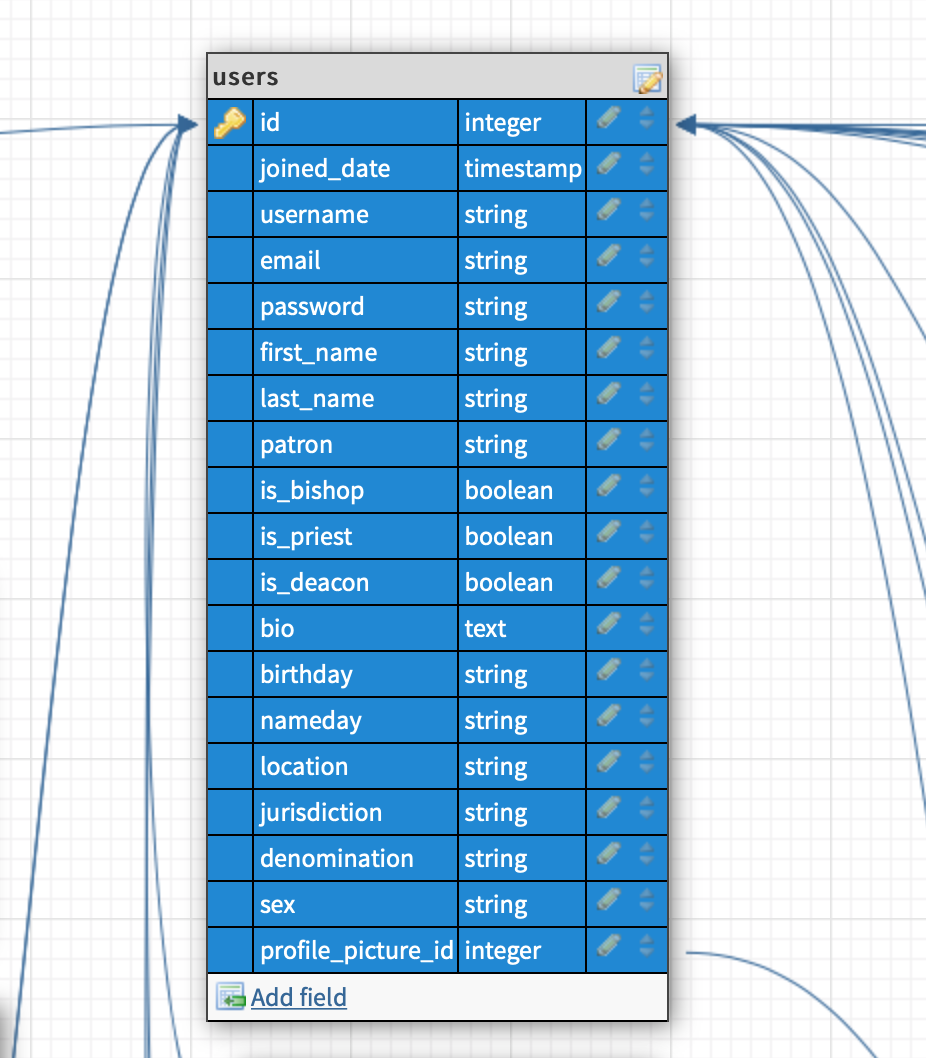 users
id integer
joined_date timestamp
username string
email string
password string
first_name string
last_name string
patron string
is_bishop boolean
is_priest boolean
is_deacon boolean
bio text
birthday string
nameday string
location string
jurisdiction string
denomination string
sex string
profile_picture_id integer
Add field